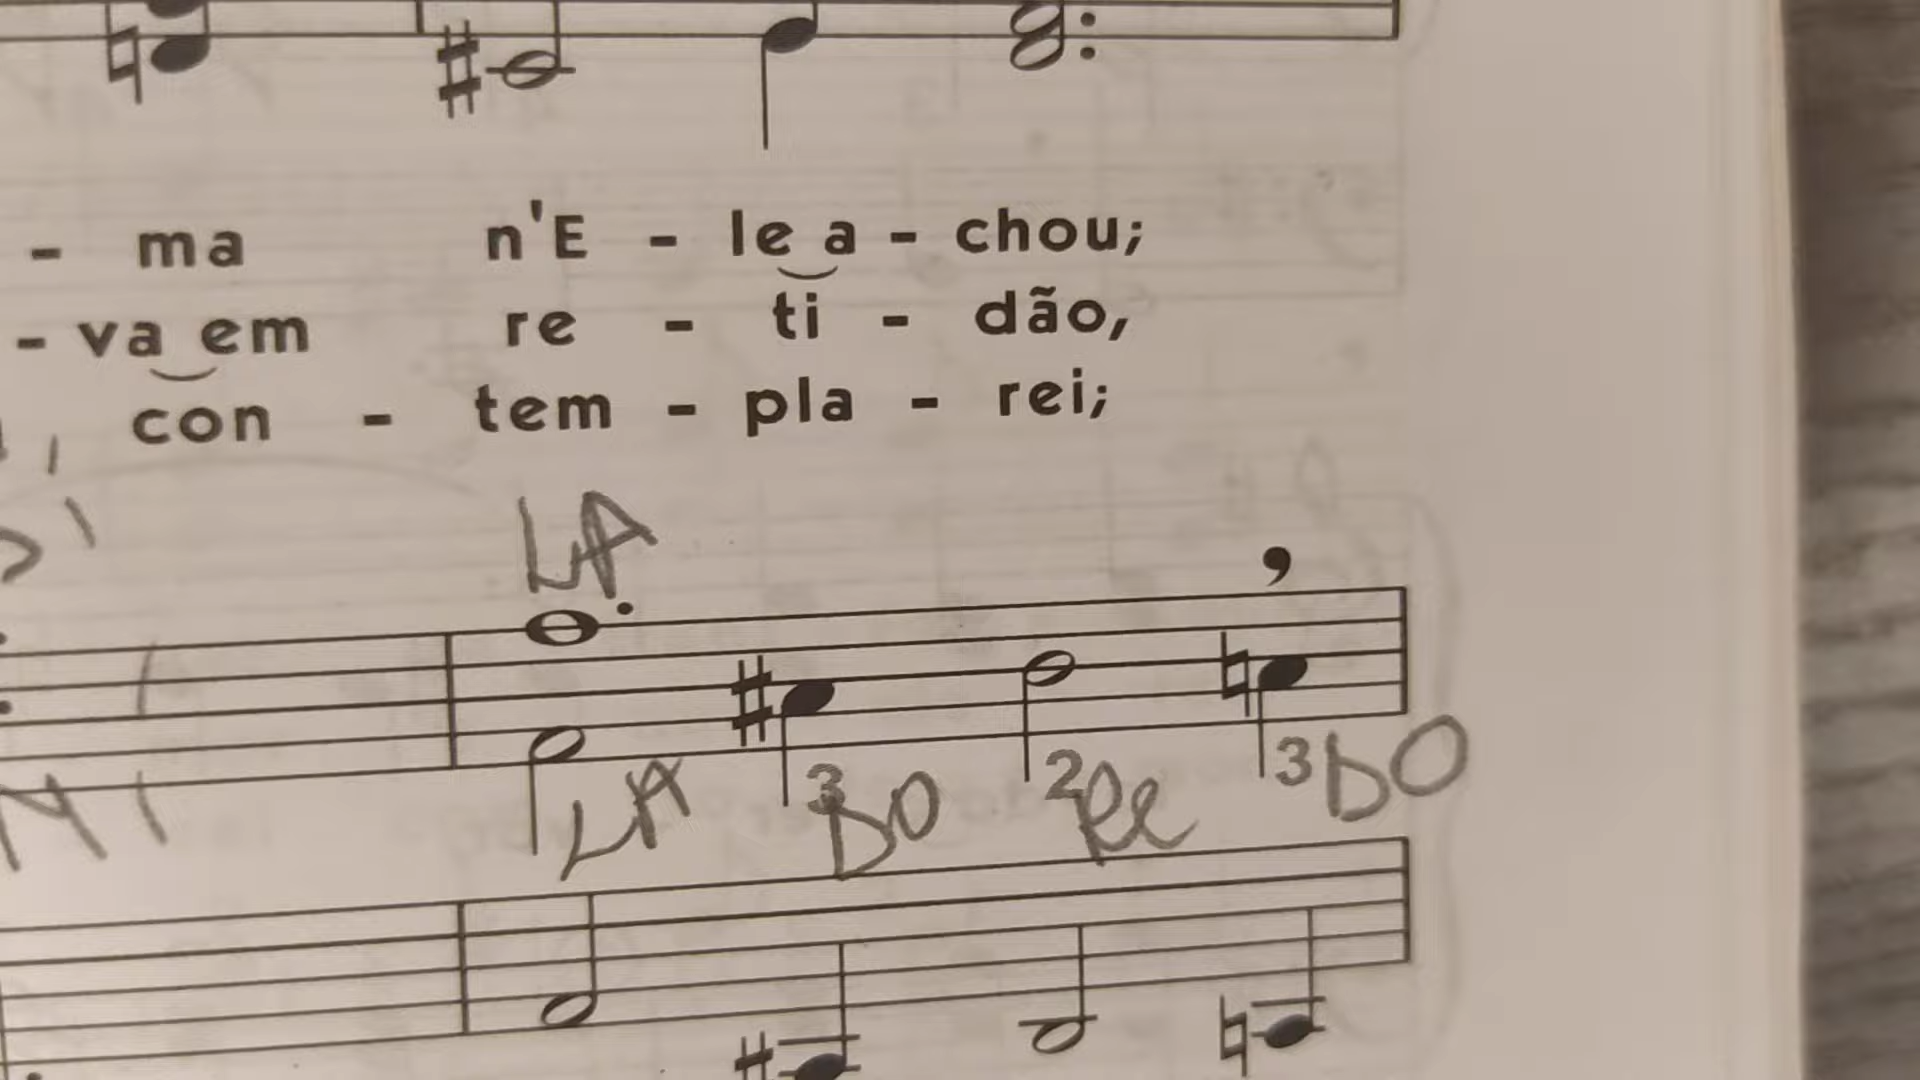 - ma n'E - le a - chou;
- va em re - ti - dão,
con - tem - pla - rei;
LA
LA 3 DO 2 Re 3 DO